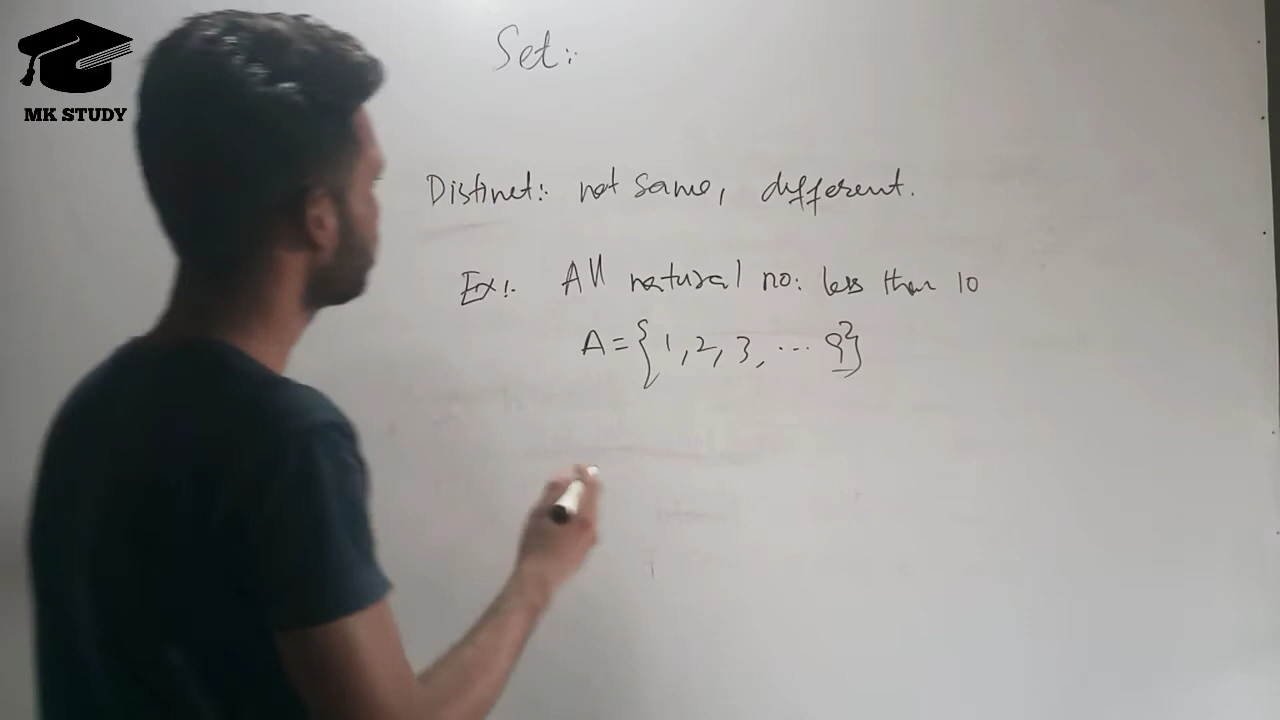 MK STUDY
Set:
Distinct: not same, different.
Ex: All natural no: less than 10
A = {1, 2, 3, ... 9}